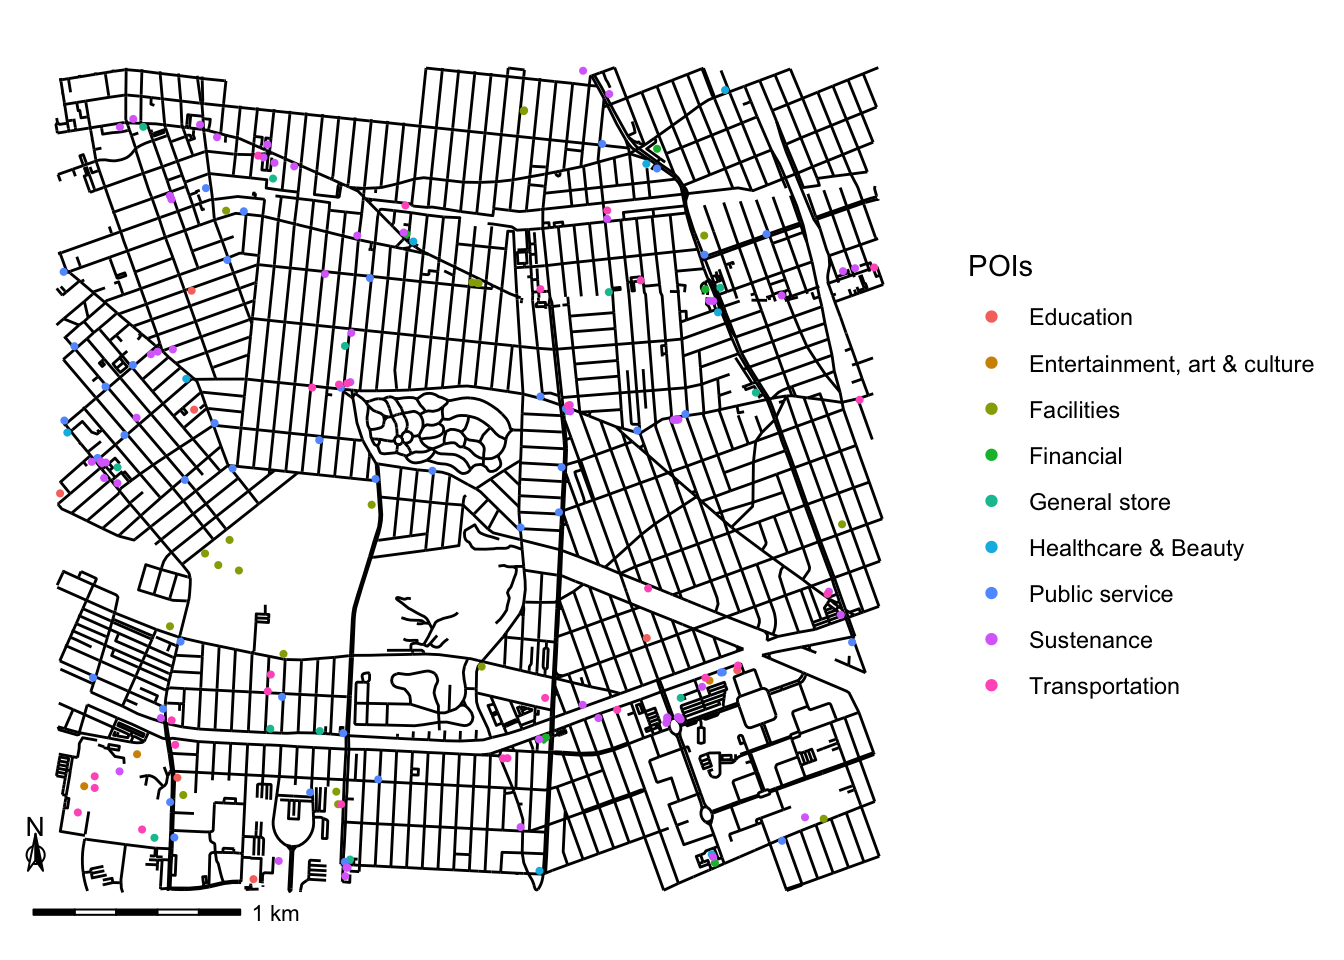 POIs
Education
Entertainment, art & culture
Facilities
Financial
General store
Healthcare & Beauty
Public service
Sustenance
Transportation
N
1 km